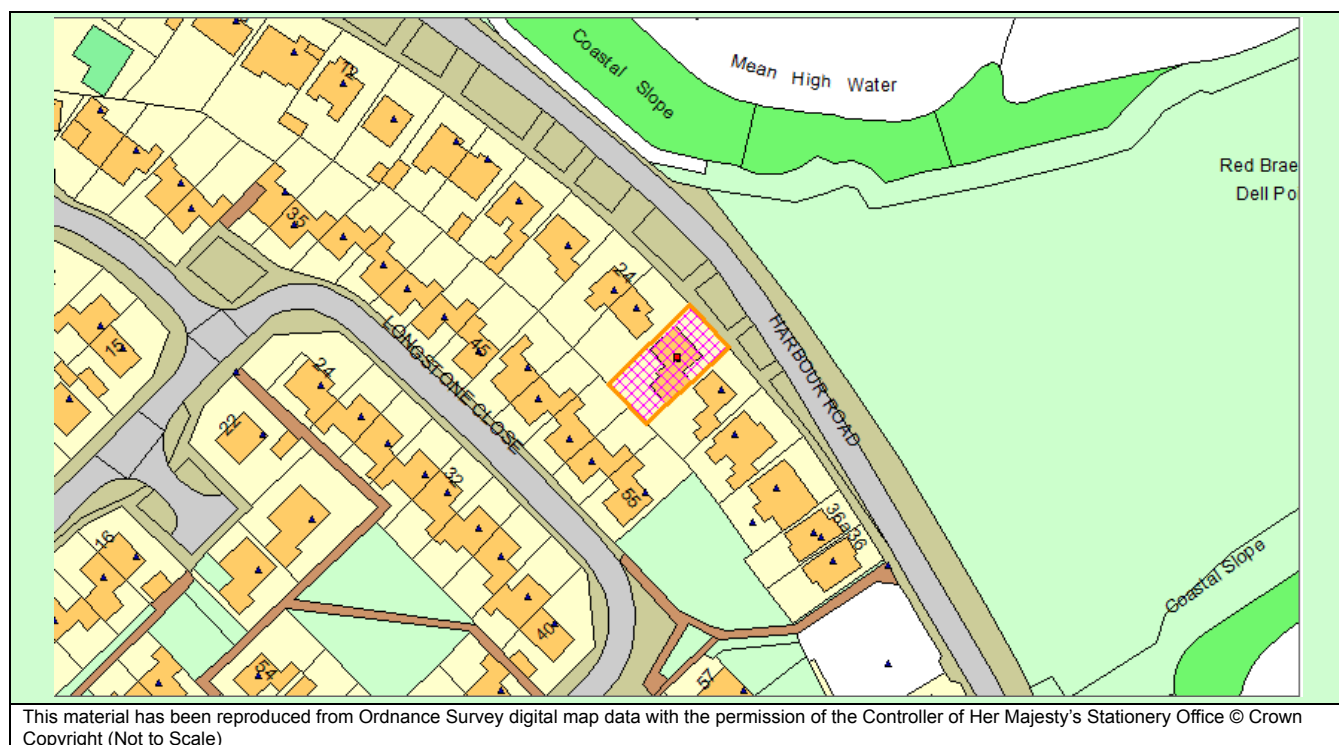 Coastal Slope
Mean High Water
Red Brae
Dell Po
12
35
24
45
LONGSTONE CLOSE
HARBOUR ROAD
15
24
22
32
55
36a
36
16
40
54
57
Coastal Slope
This material has been reproduced from Ordnance Survey digital map data with the permission of the Controller of Her Majesty's Stationery Office © Crown
Copyright (Not to Scale)